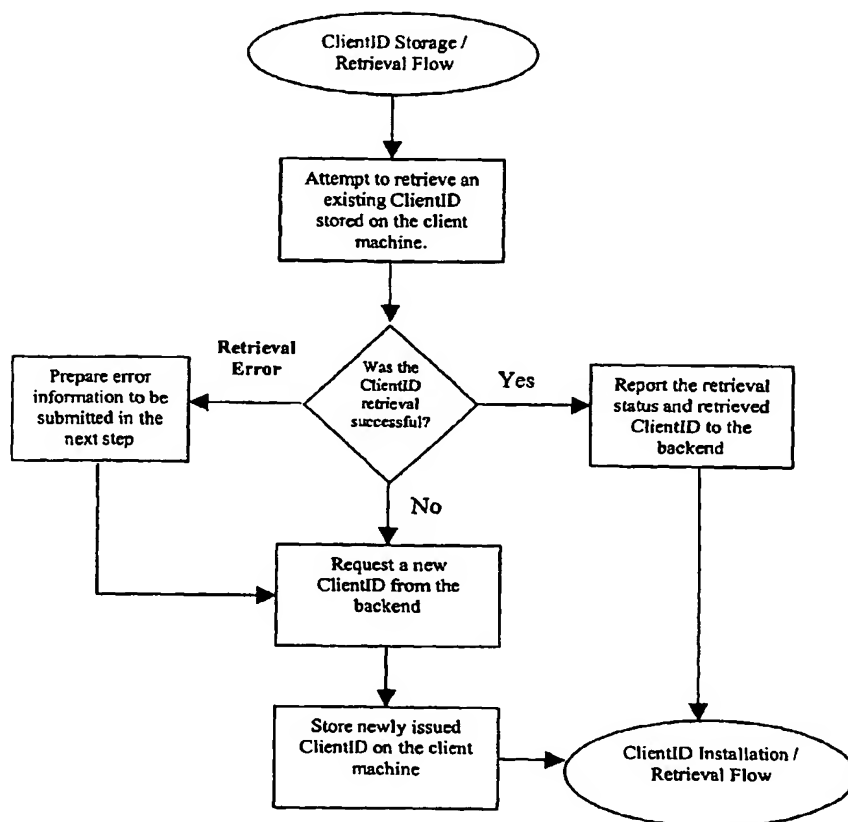 ClientID Storage /
Retrieval Flow
Attempt to retrieve an
existing ClientID
stored on the client
machine.
Retrieval
Error
Was the
ClientID
retrieval
successful?
Yes
Prepare error
information to be
submitted in the
next step
Report the retrieval
status and retrieved
ClientID to the
backend
No
Request a new
ClientID from the
backend
Store newly issued
ClientID on the client
machine
ClientID Installation /
Retrieval Flow